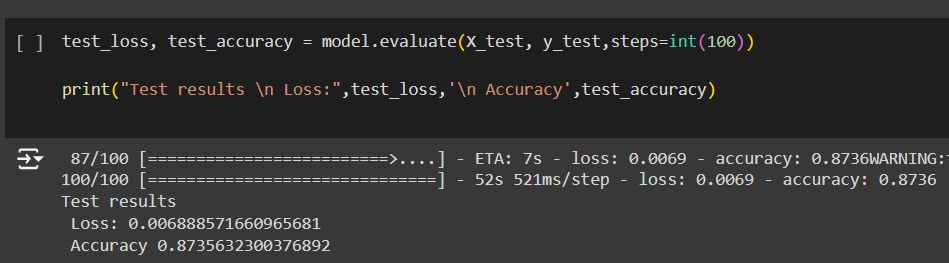 [ ] test_loss, test_accuracy = model.evaluate(X_test, y_test,steps=int(100))
print("Test results \n Loss:",test_loss,'\n Accuracy',test_accuracy)
87/100 [=========================>....] - ETA: 7s - loss: 0.0069 - accuracy: 0.8736WARNING:
100/100 [==============================] - 52s 521ms/step - loss: 0.0069 - accuracy: 0.8736
Test results
Loss: 0.006888571660965681
Accuracy 0.8735632300376892